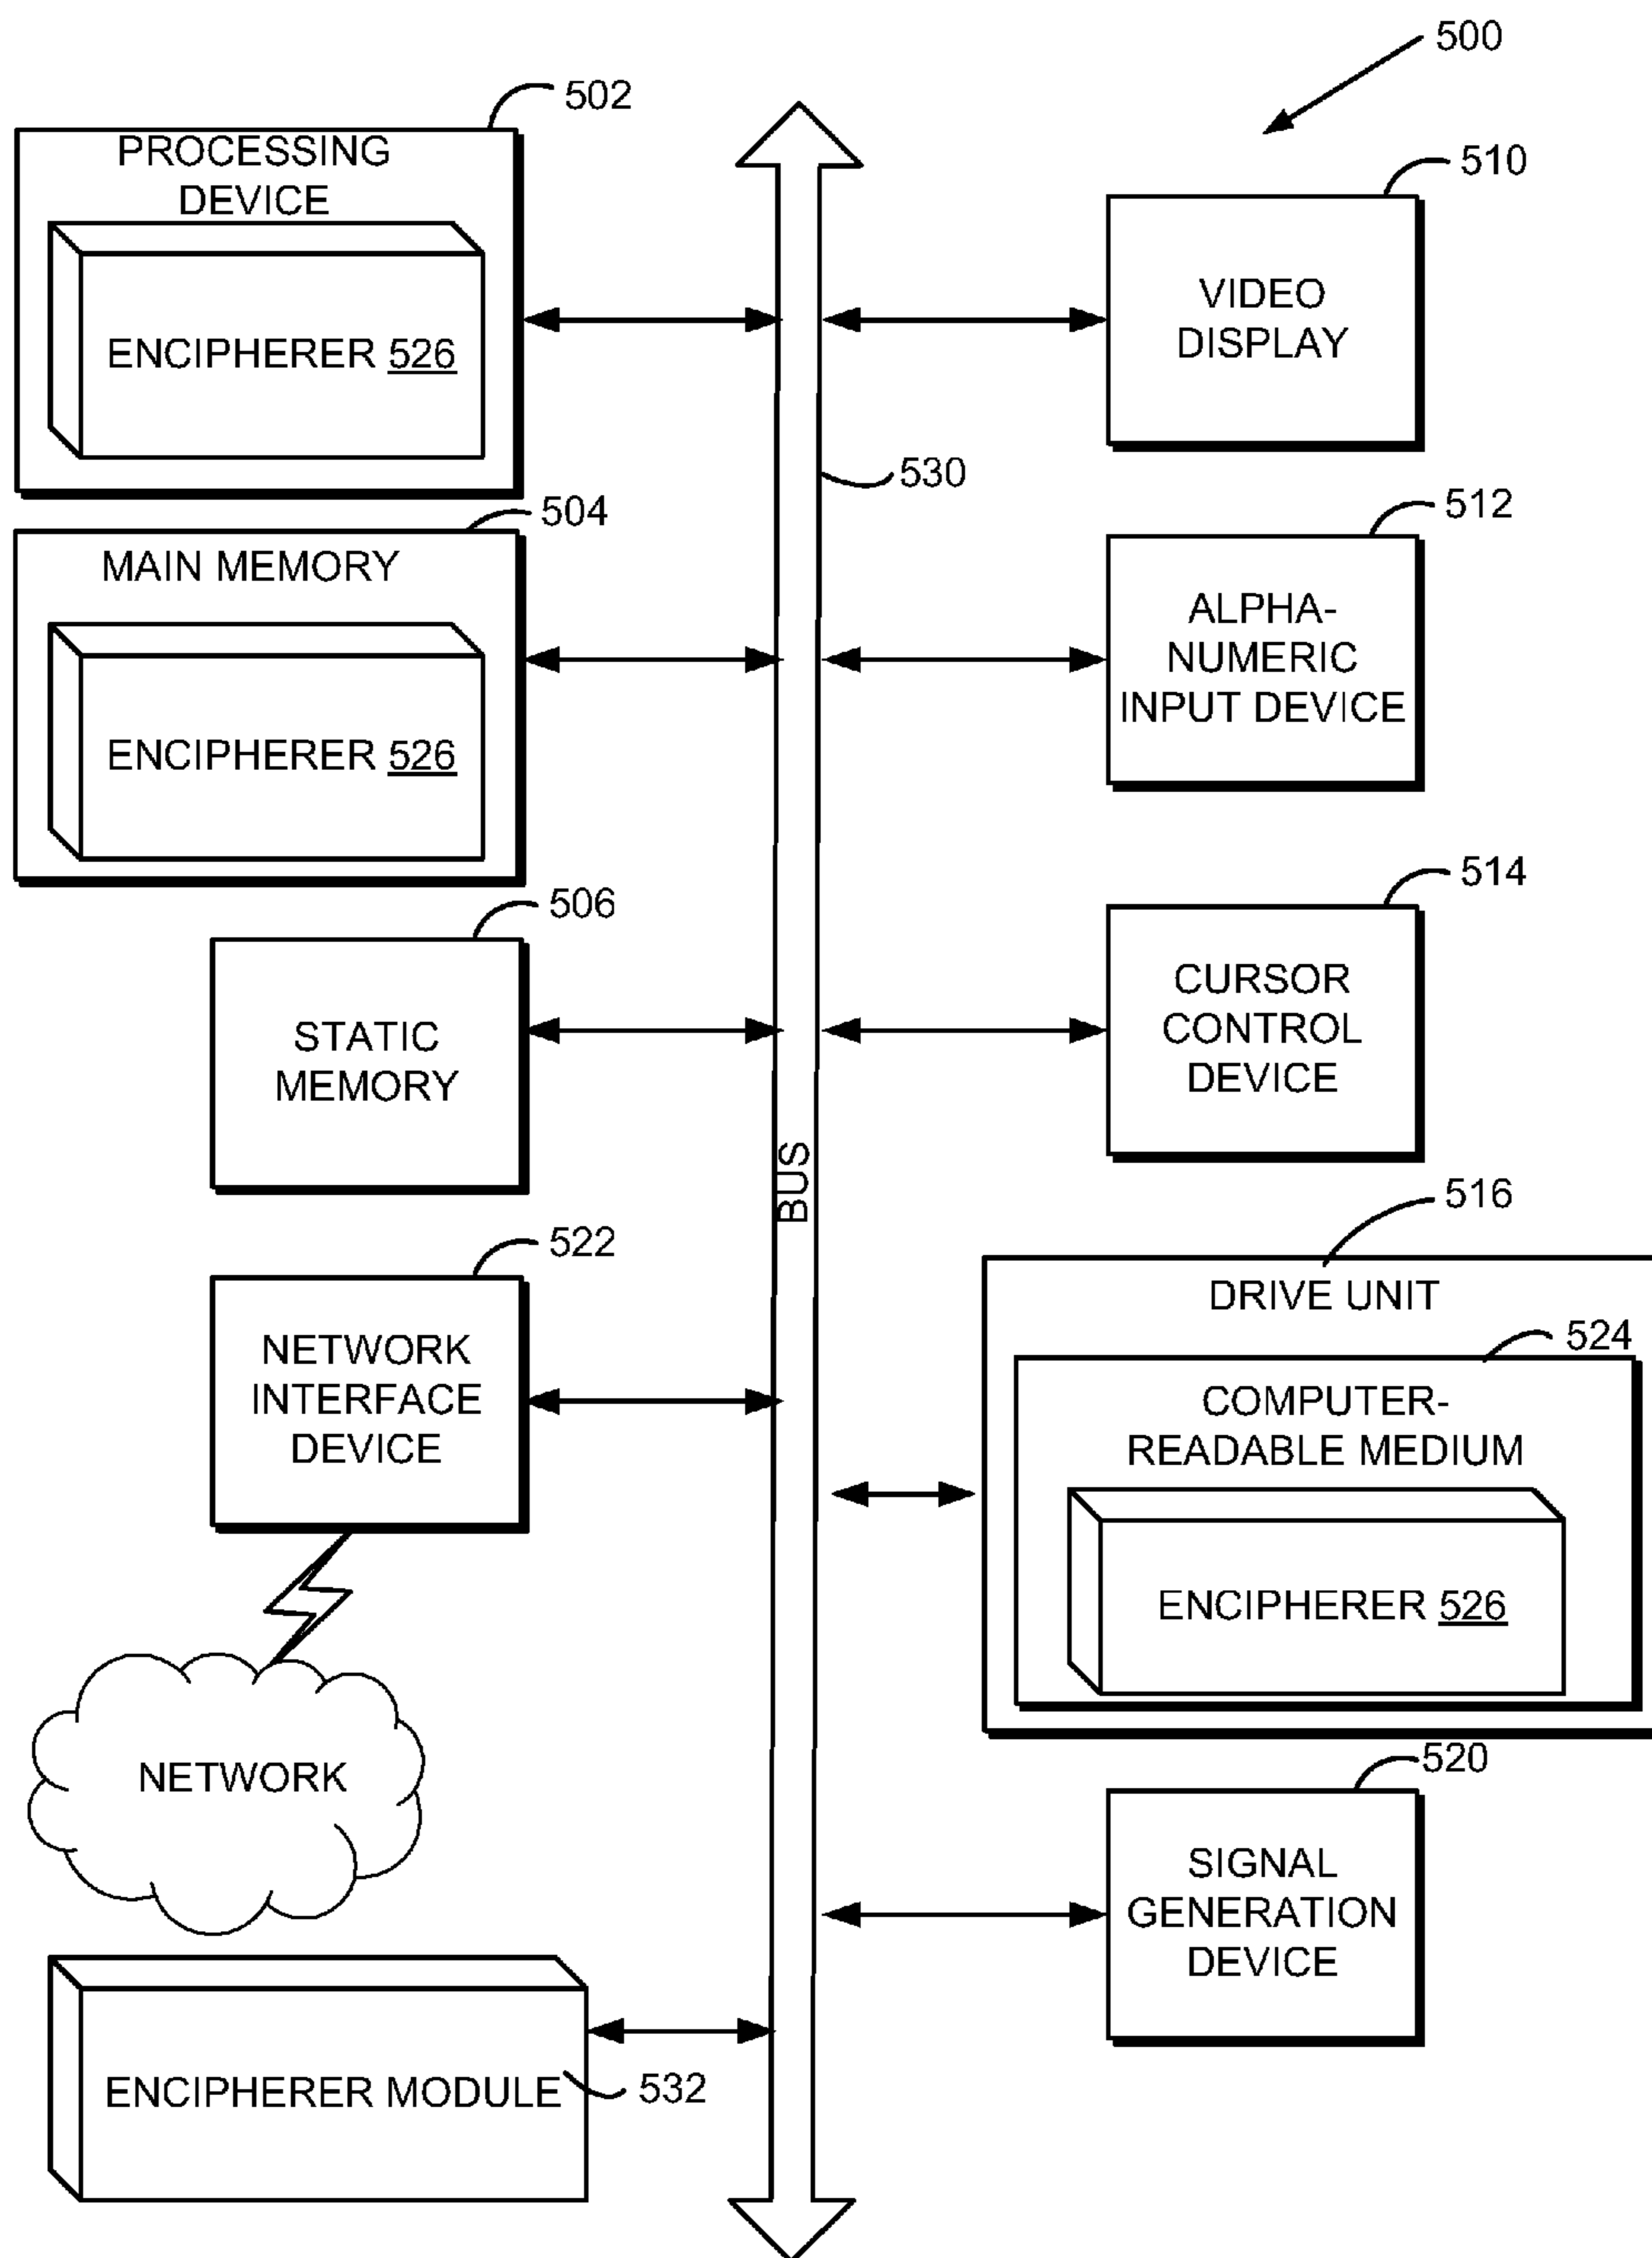 500
502
PROCESSING
DEVICE
ENCIPHERER 526
510
VIDEO
DISPLAY
530
504
MAIN MEMORY
ENCIPHERER 526
512
ALPHA-
NUMERIC
INPUT DEVICE
506
STATIC
MEMORY
514
CURSOR
CONTROL
DEVICE
BUS
522
NETWORK
INTERFACE
DEVICE
516
DRIVE UNIT
524
COMPUTER-
READABLE MEDIUM
ENCIPHERER 526
NETWORK
520
SIGNAL
GENERATION
DEVICE
ENCIPHERER MODULE
532